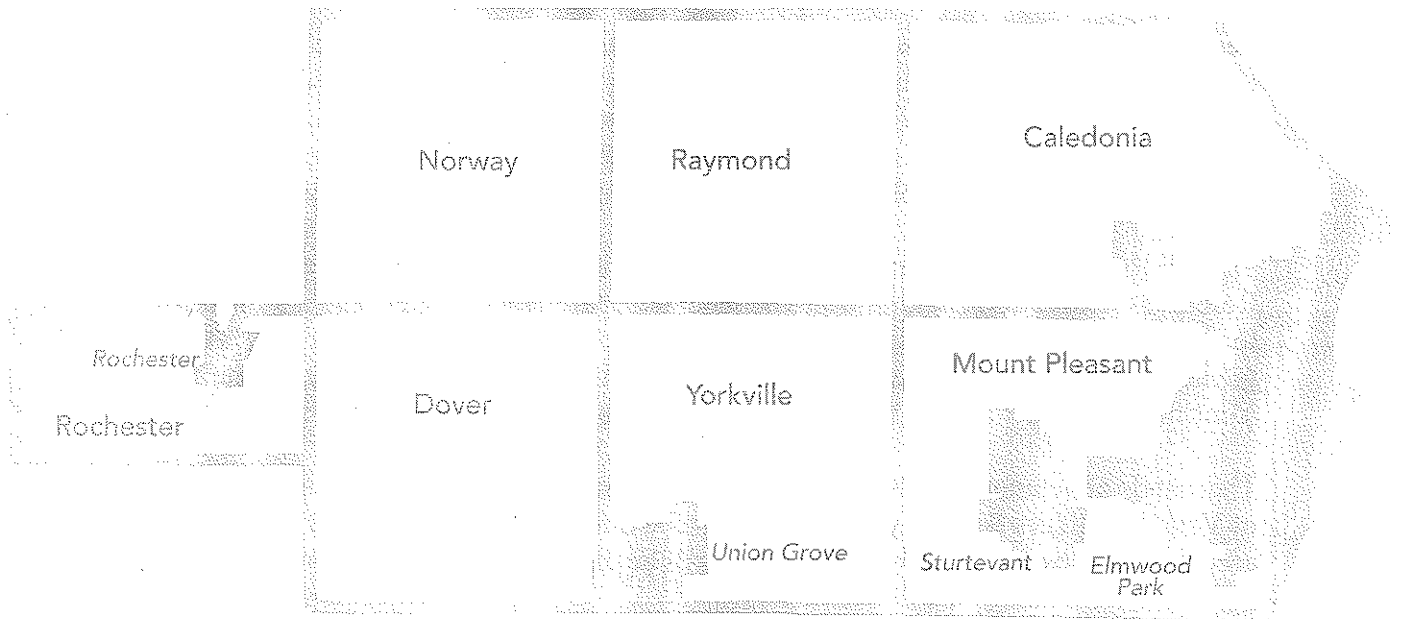 Caledonia
Norway
Raymond
Rochester
Mount Pleasant
Yorkville
Dover
Rochester
Union Grove
Sturtevant
Elmwood
Park